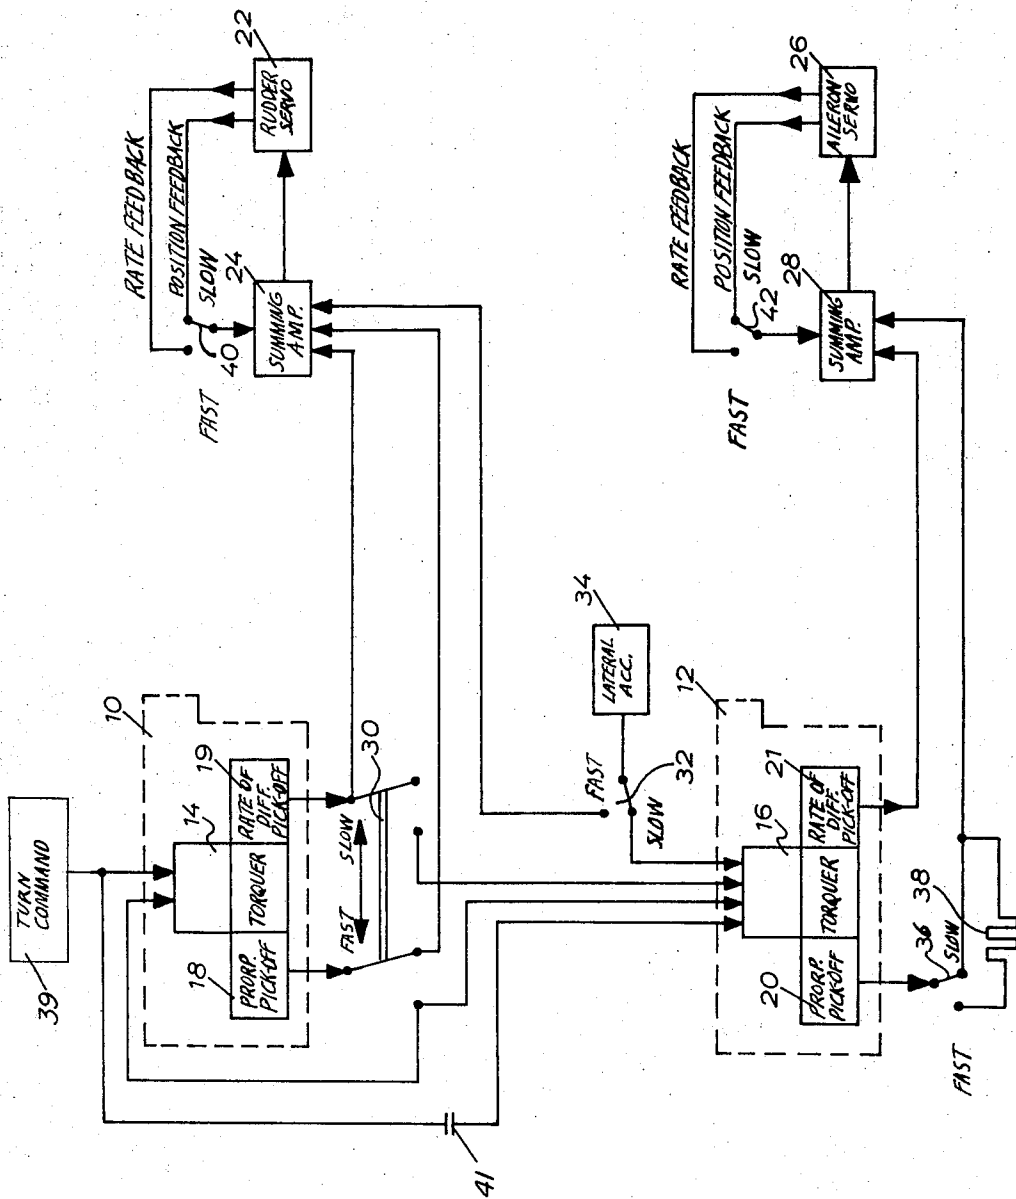 TURN
COMMAND
39
10
14
19
RATE OF
DIFF.
PICK-OFF
TORQUER
18
PRORP.
PICK-OFF
FAST
SLOW
30
41
RATE FEEDBACK
POSITION FEEDBACK
SLOW
FAST
40
24
SUMMING
AMP.
22
RUDDER
SERVO
34
LATERAL
ACC.
FAST
SLOW
32
12
16
21
RATE OF
DIFF.
PICK-OFF
TORQUER
20
PRORP.
PICK-OFF
36
SLOW
FAST
38
RATE FEEDBACK
POSITION FEEDBACK
SLOW
FAST
42
28
SUMMING
AMP.
26
AILERON
SERVO